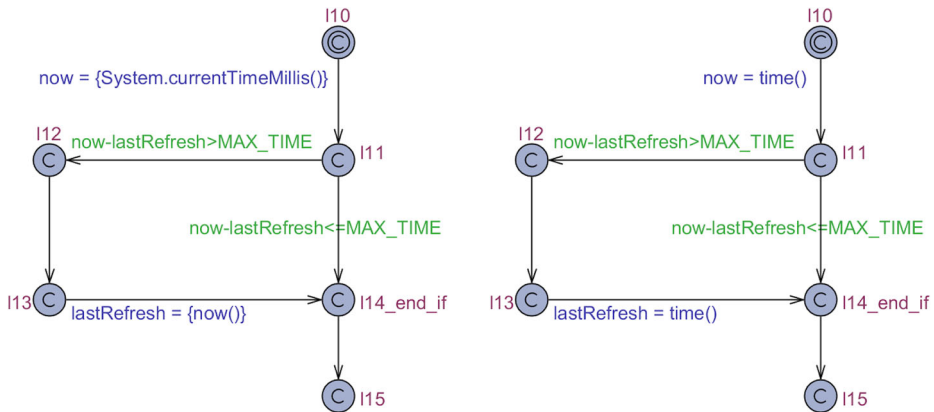 l10
now = {System.currentTimeMillis()}
l12
now-lastRefresh>MAX_TIME
C
C
l11
now-lastRefresh<=MAX_TIME
l13
C
lastRefresh = {now()}
C
l14_end_if
C
l15
C
l10
C
now = time()
l12
now-lastRefresh>MAX_TIME
C
C
l11
now-lastRefresh<=MAX_TIME
l13
C
lastRefresh = time()
C
l14_end_if
C
l15